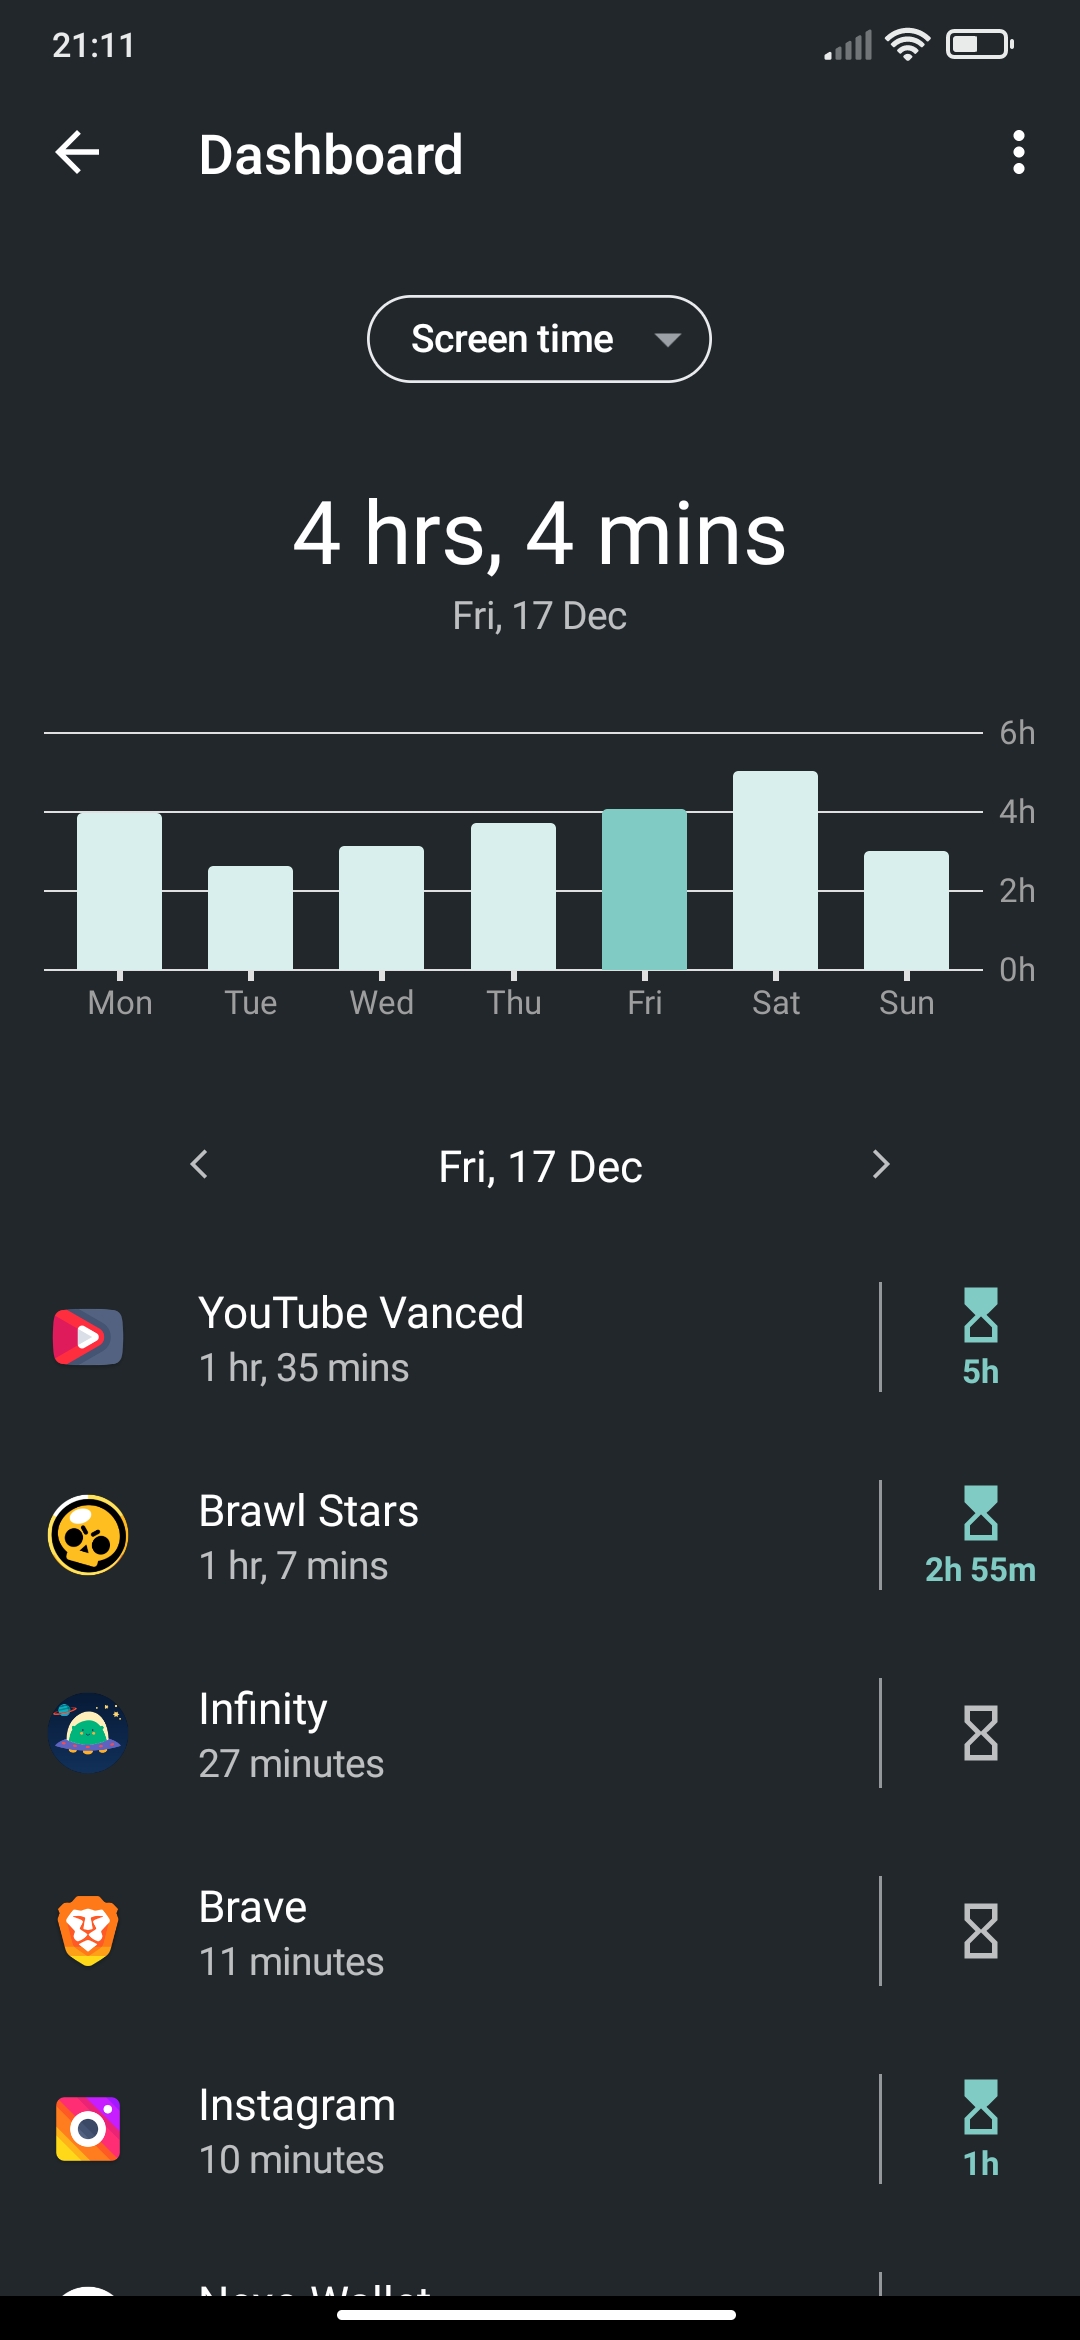 21:11
Dashboard
Screen time
4 hrs, 4 mins
Fri, 17 Dec
6h
4h
2h
0h
Mon Tue Wed Thu Fri Sat Sun
Fri, 17 Dec
YouTube Vanced
1 hr, 35 mins
5h
Brawl Stars
1 hr, 7 mins
2h 55m
Infinity
27 minutes
Brave
11 minutes
Instagram
10 minutes
1h